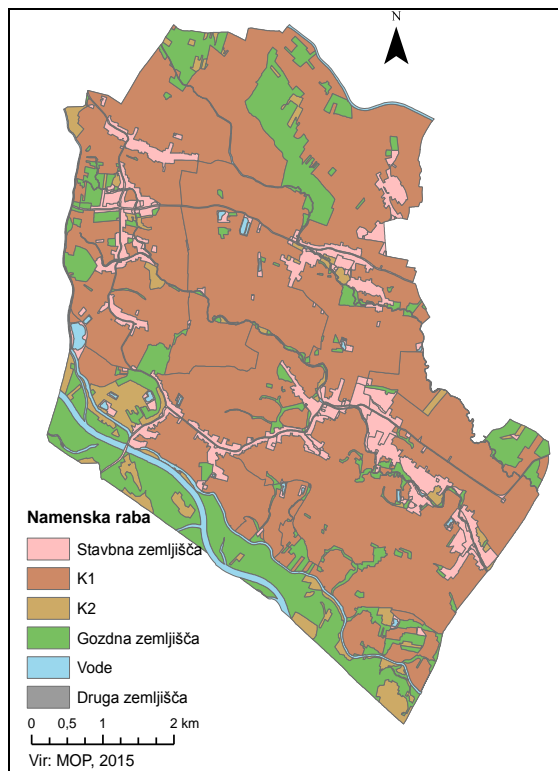 N
Namenska raba
Stavbna zemljišča
K1
K2
Gozdna zemljišča
Vode
Druga zemljišča
0 0,5 1 2 km
Vir: MOP, 2015